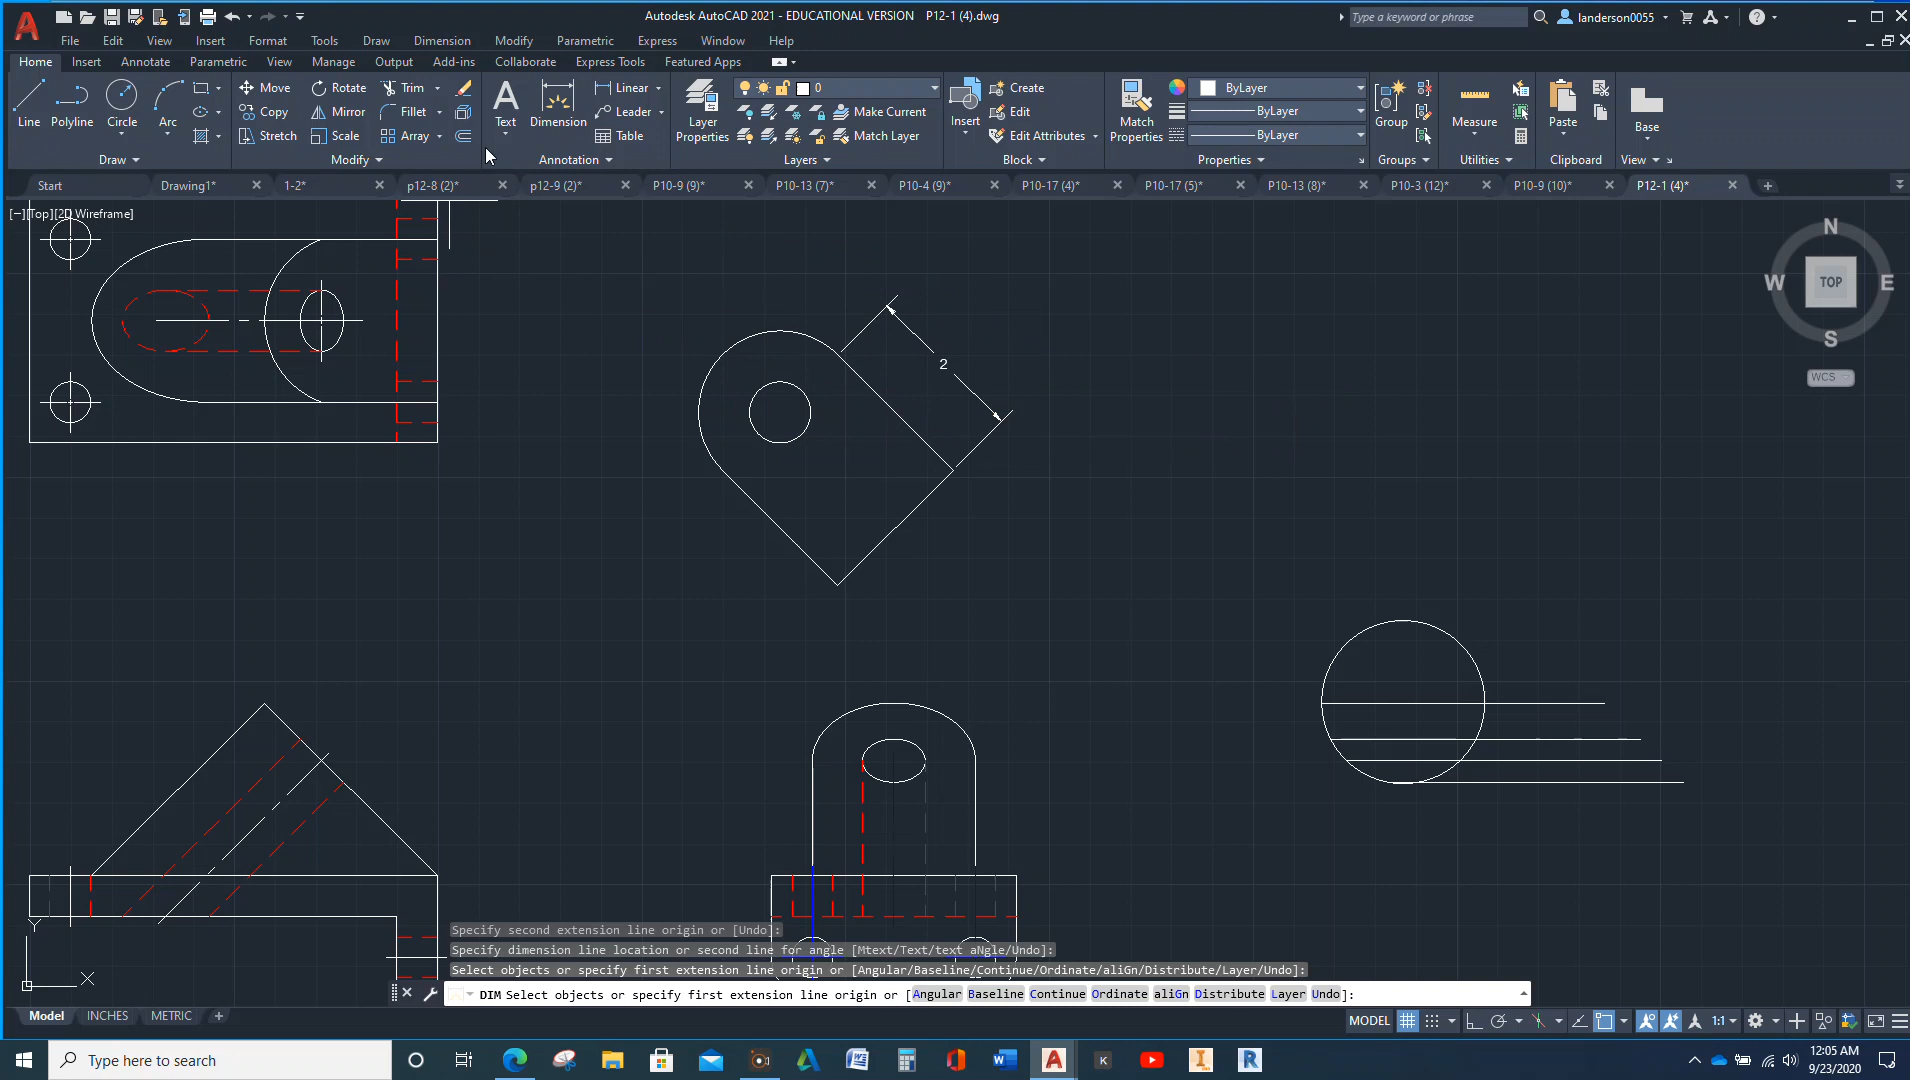 Autodesk AutoCAD 2021 - EDUCATIONAL VERSION P12-1 (4).dwg
Type a keyword or phrase
landerson0055
File Edit View Insert Format Tools Draw Dimension Modify Parametric Express Window Help
Home Insert Annotate Parametric View Manage Output Add-ins Collaborate Express Tools Featured Apps
Line Polyline Circle Arc
Move Rotate Trim
Copy Mirror Fillet
Stretch Scale Array
Text Dimension
Linear
Leader
Table
Layer Properties
0
Make Current
Match Layer
Insert
Create
Edit
Edit Attributes
Match Properties
ByLayer
ByLayer
ByLayer
Group
Measure
Paste
Base
Draw Modify Annotation Layers Block Properties Groups Utilities Clipboard View
Start Drawing1* 1-2* p12-8 (2)* p12-9 (2)* P10-9 (9)* P10-13 (7)* P10-4 (9)* P10-17 (4)* P10-17 (5)* P10-13 (8)* P10-3 (12)* P10-9 (10)* P12-1 (4)*
[−][Top][2D Wireframe]
N
W TOP E
S
WCS
2
Y
X
Specify second extension line origin or [Undo]:
Specify dimension line location or second line for angle [Mtext/Text/text aNgle/Undo]:
Select objects or specify first extension line origin or [Angular/Baseline/Continue/Ordinate/aliGn/Distribute/Layer/Undo]:
DIM Select objects or specify first extension line origin or [Angular Baseline Continue Ordinate aliGn Distribute Layer Undo]:
Model INCHES METRIC
MODEL 1:1
Type here to search
12:05 AM
9/23/2020